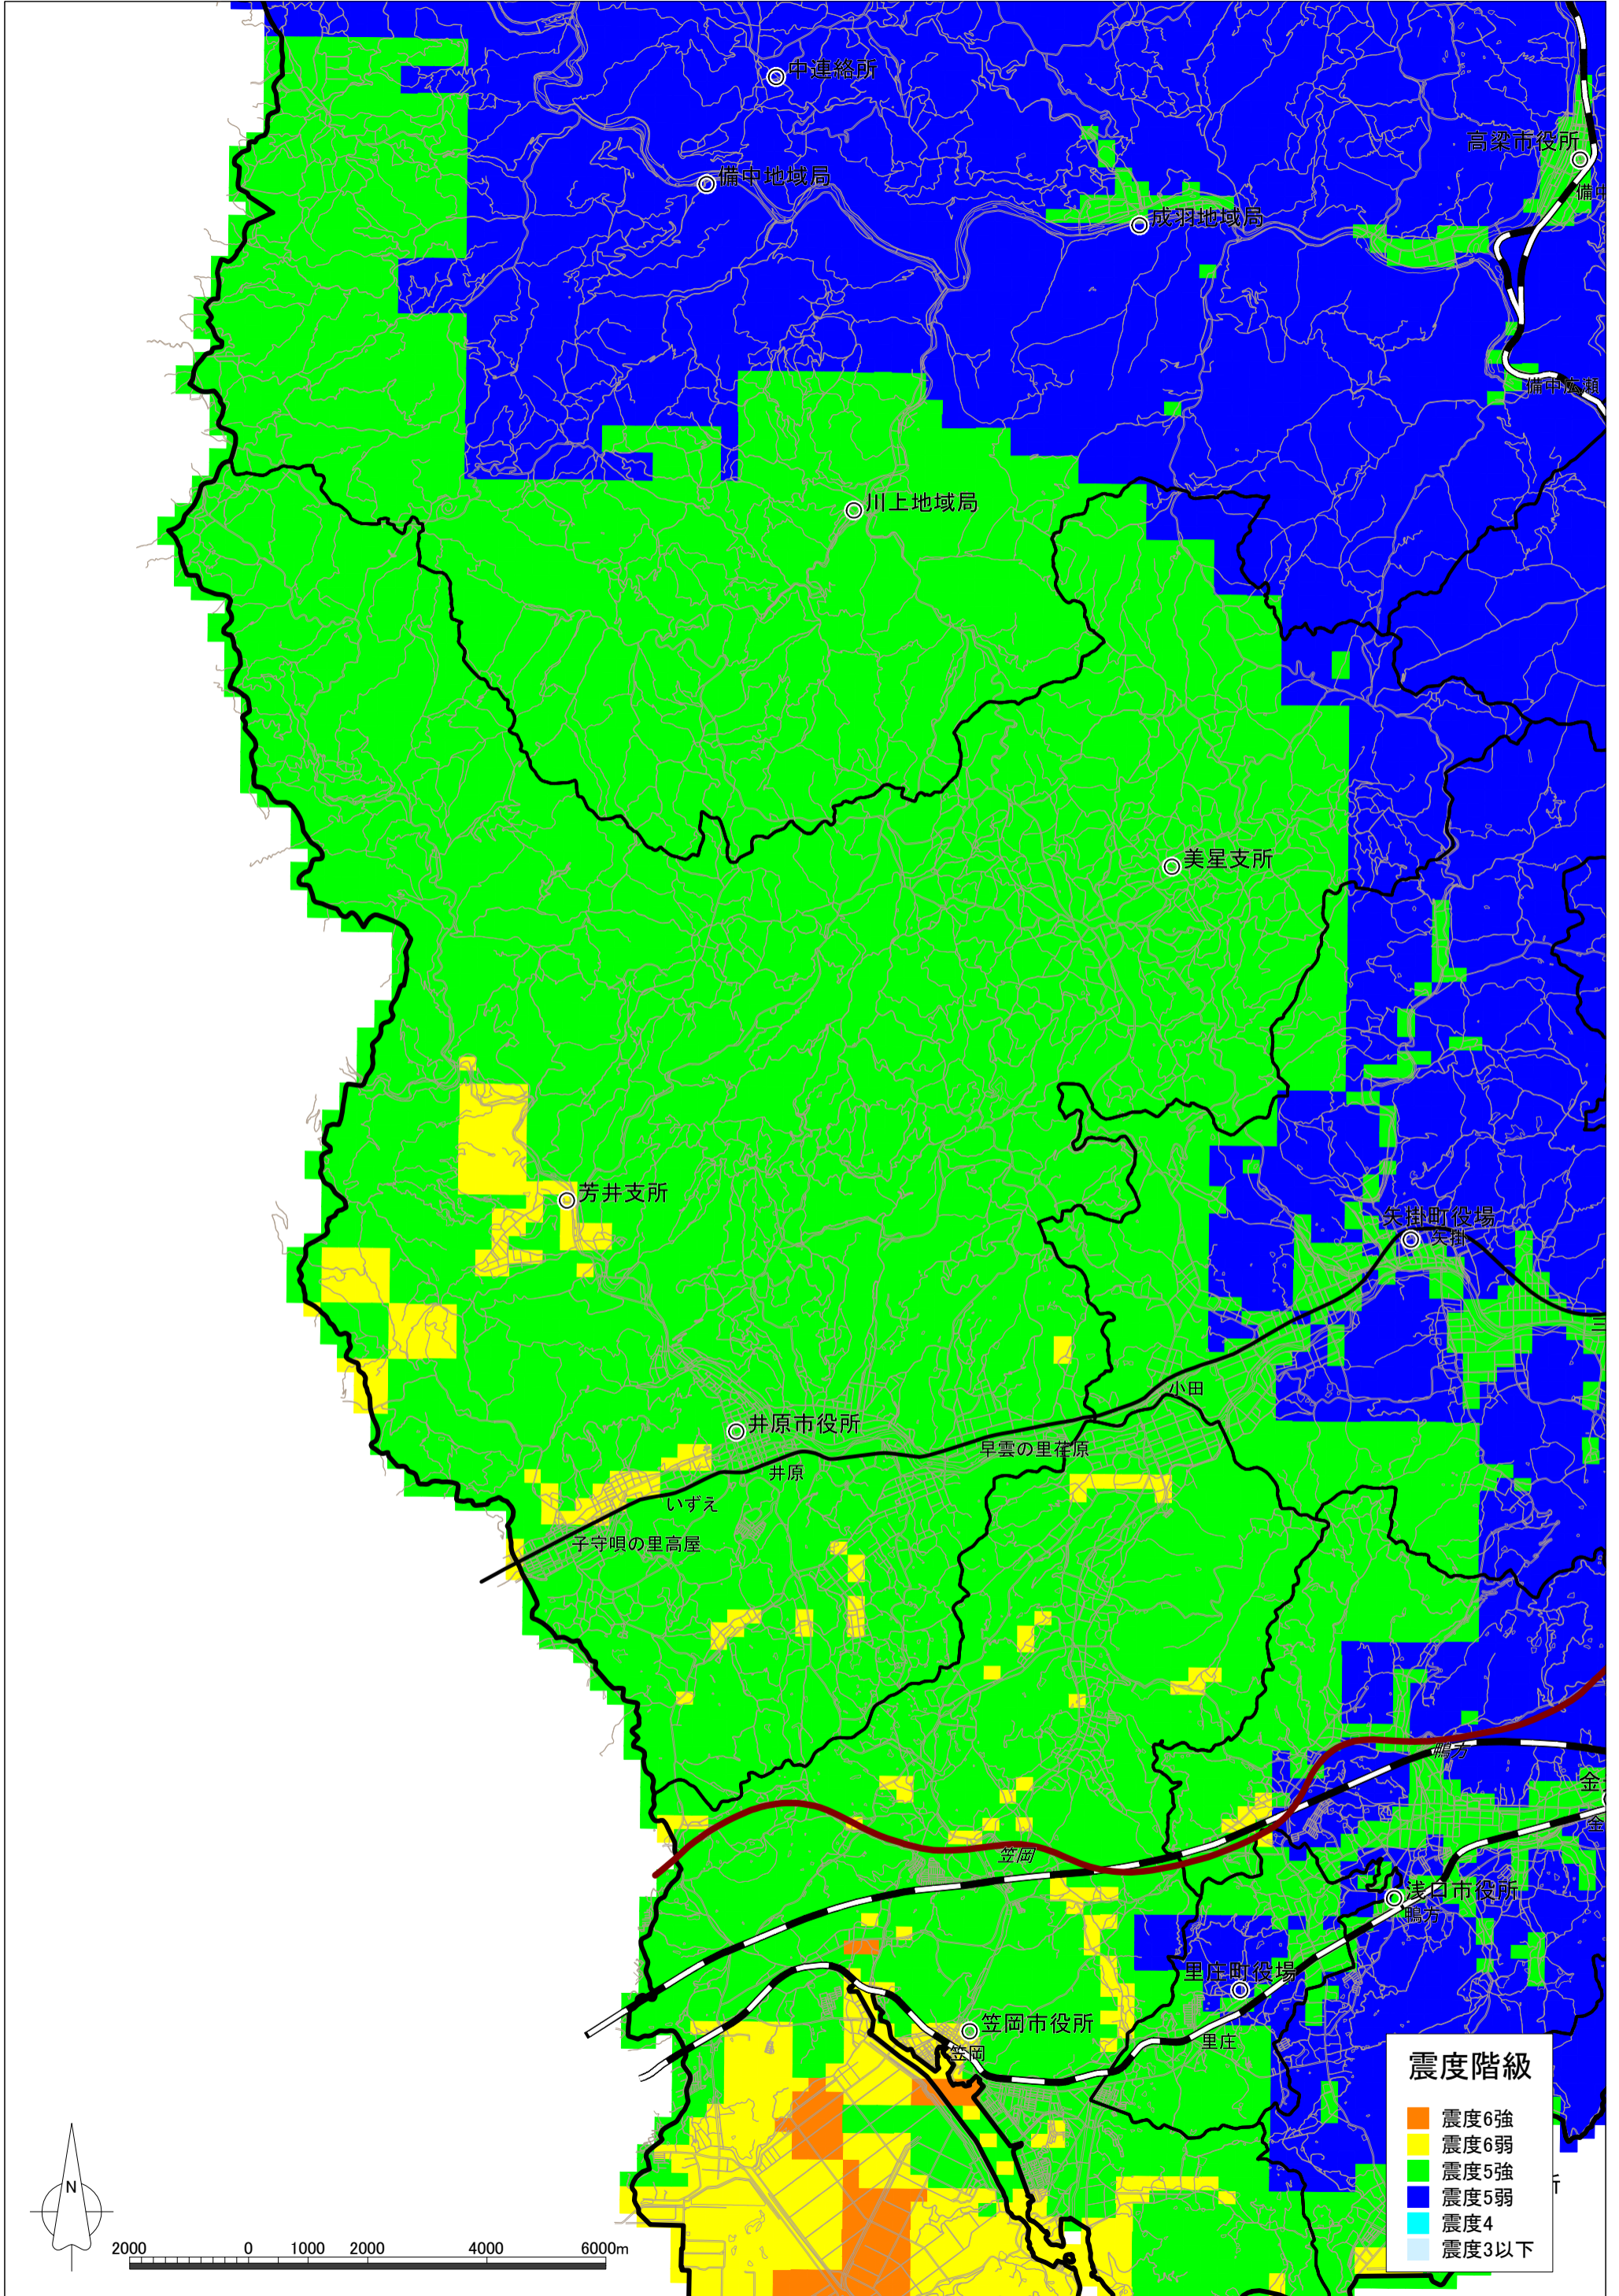 中連絡所
高梁市役所
備中地域局
備中
成羽地域局
備中広瀬
川上地域局
美星支所
芳井支所
矢掛町役場
矢掛
三
小田
井原市役所
早雲の里荏原
井原
いずえ
子守唄の里高屋
鴨方
金
金
笠岡
浅口市役所
鴨方
里庄町役場
笠岡市役所
里庄
笠岡
震度階級
震度6強
震度6弱
震度5強
所
震度5弱
震度4
震度3以下
N
2000 0 1000 2000 4000 6000m